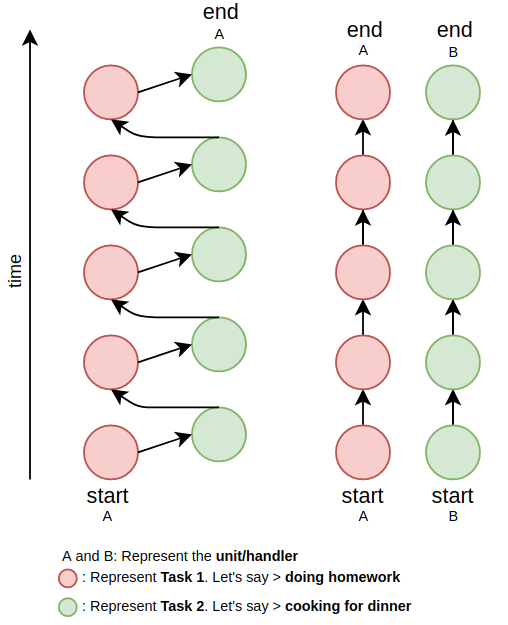 end
A
end
A
end
B
time
start
A
start
A
start
B
A and B: Represent the unit/handler
: Represent Task 1. Let's say > doing homework
: Represent Task 2. Let's say > cooking for dinner